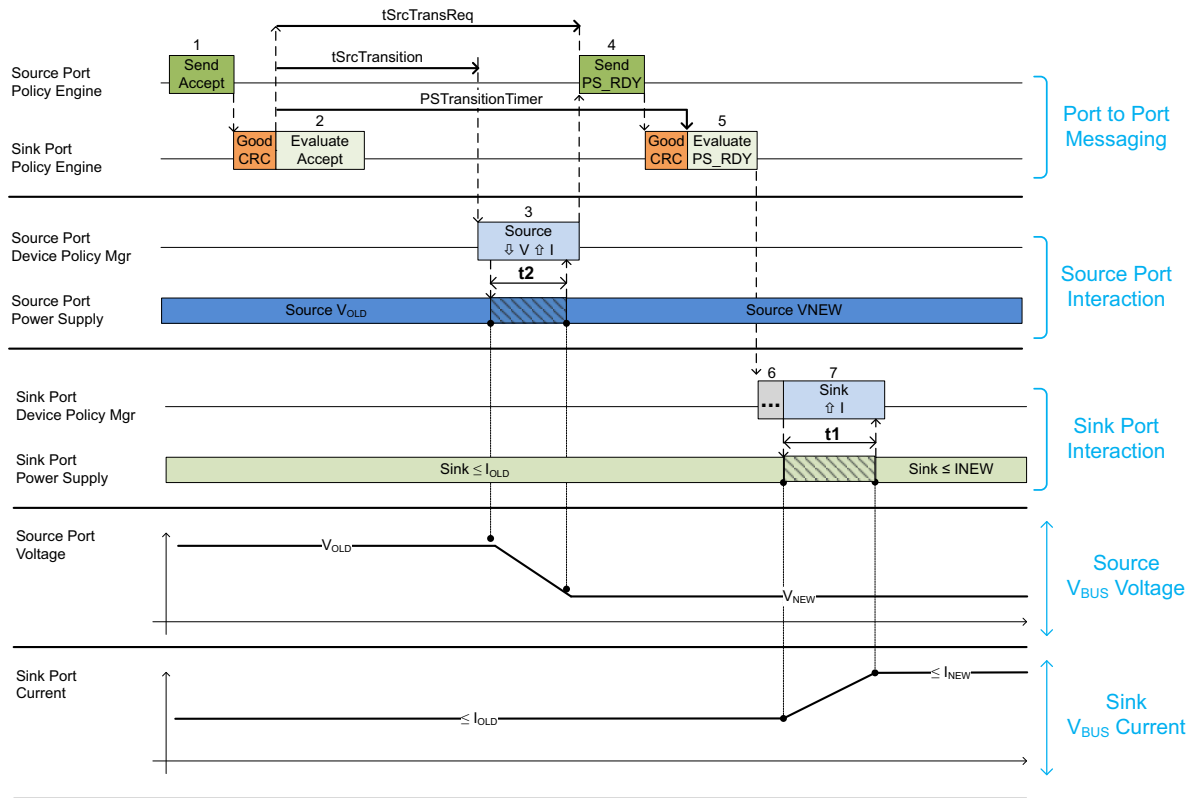 tSrcTransReq
1
tSrcTransition
4
Source Port
Policy Engine
Send
Accept
Send
PS_RDY
PSTransitionTimer
2
5
Port to Port
Messaging
Sink Port
Policy Engine
Good
CRC
Evaluate
Accept
Good
CRC
Evaluate
PS_RDY
3
Source Port
Device Policy Mgr
Source
⇩ V ⇧ I
t2
Source Port
Interaction
Source Port
Power Supply
Source VOLD
Source VNEW
6
7
Sink Port
Device Policy Mgr
...
Sink
⇧ I
t1
Sink Port
Interaction
Sink Port
Power Supply
Sink ≤ IOLD
Sink ≤ INEW
Source Port
Voltage
VOLD
VNEW
Source
VBUS Voltage
Sink Port
Current
≤ IOLD
≤ INEW
Sink
VBUS Current